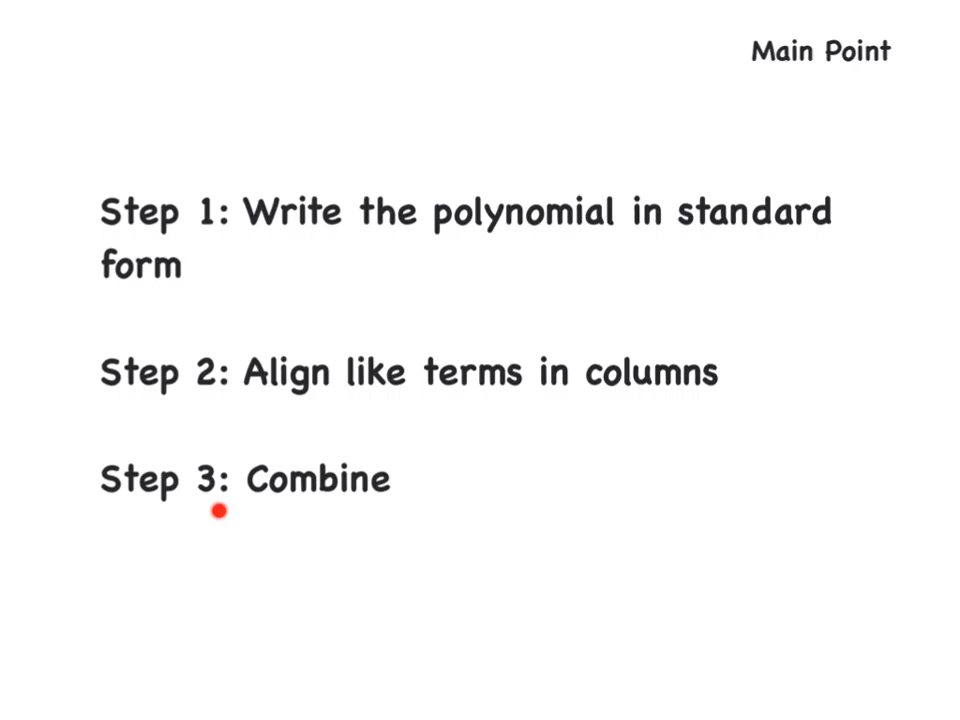 Main Point
Step 1: Write the polynomial in standard
form
Step 2: Align like terms in columns
Step 3: Combine